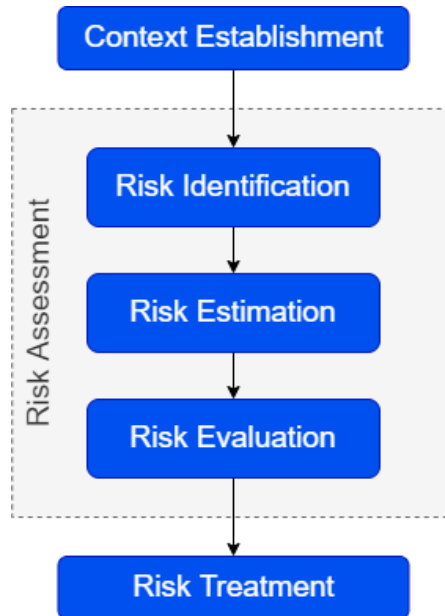 Context Establishment
Risk Assessment
Risk Identification
Risk Estimation
Risk Evaluation
Risk Treatment